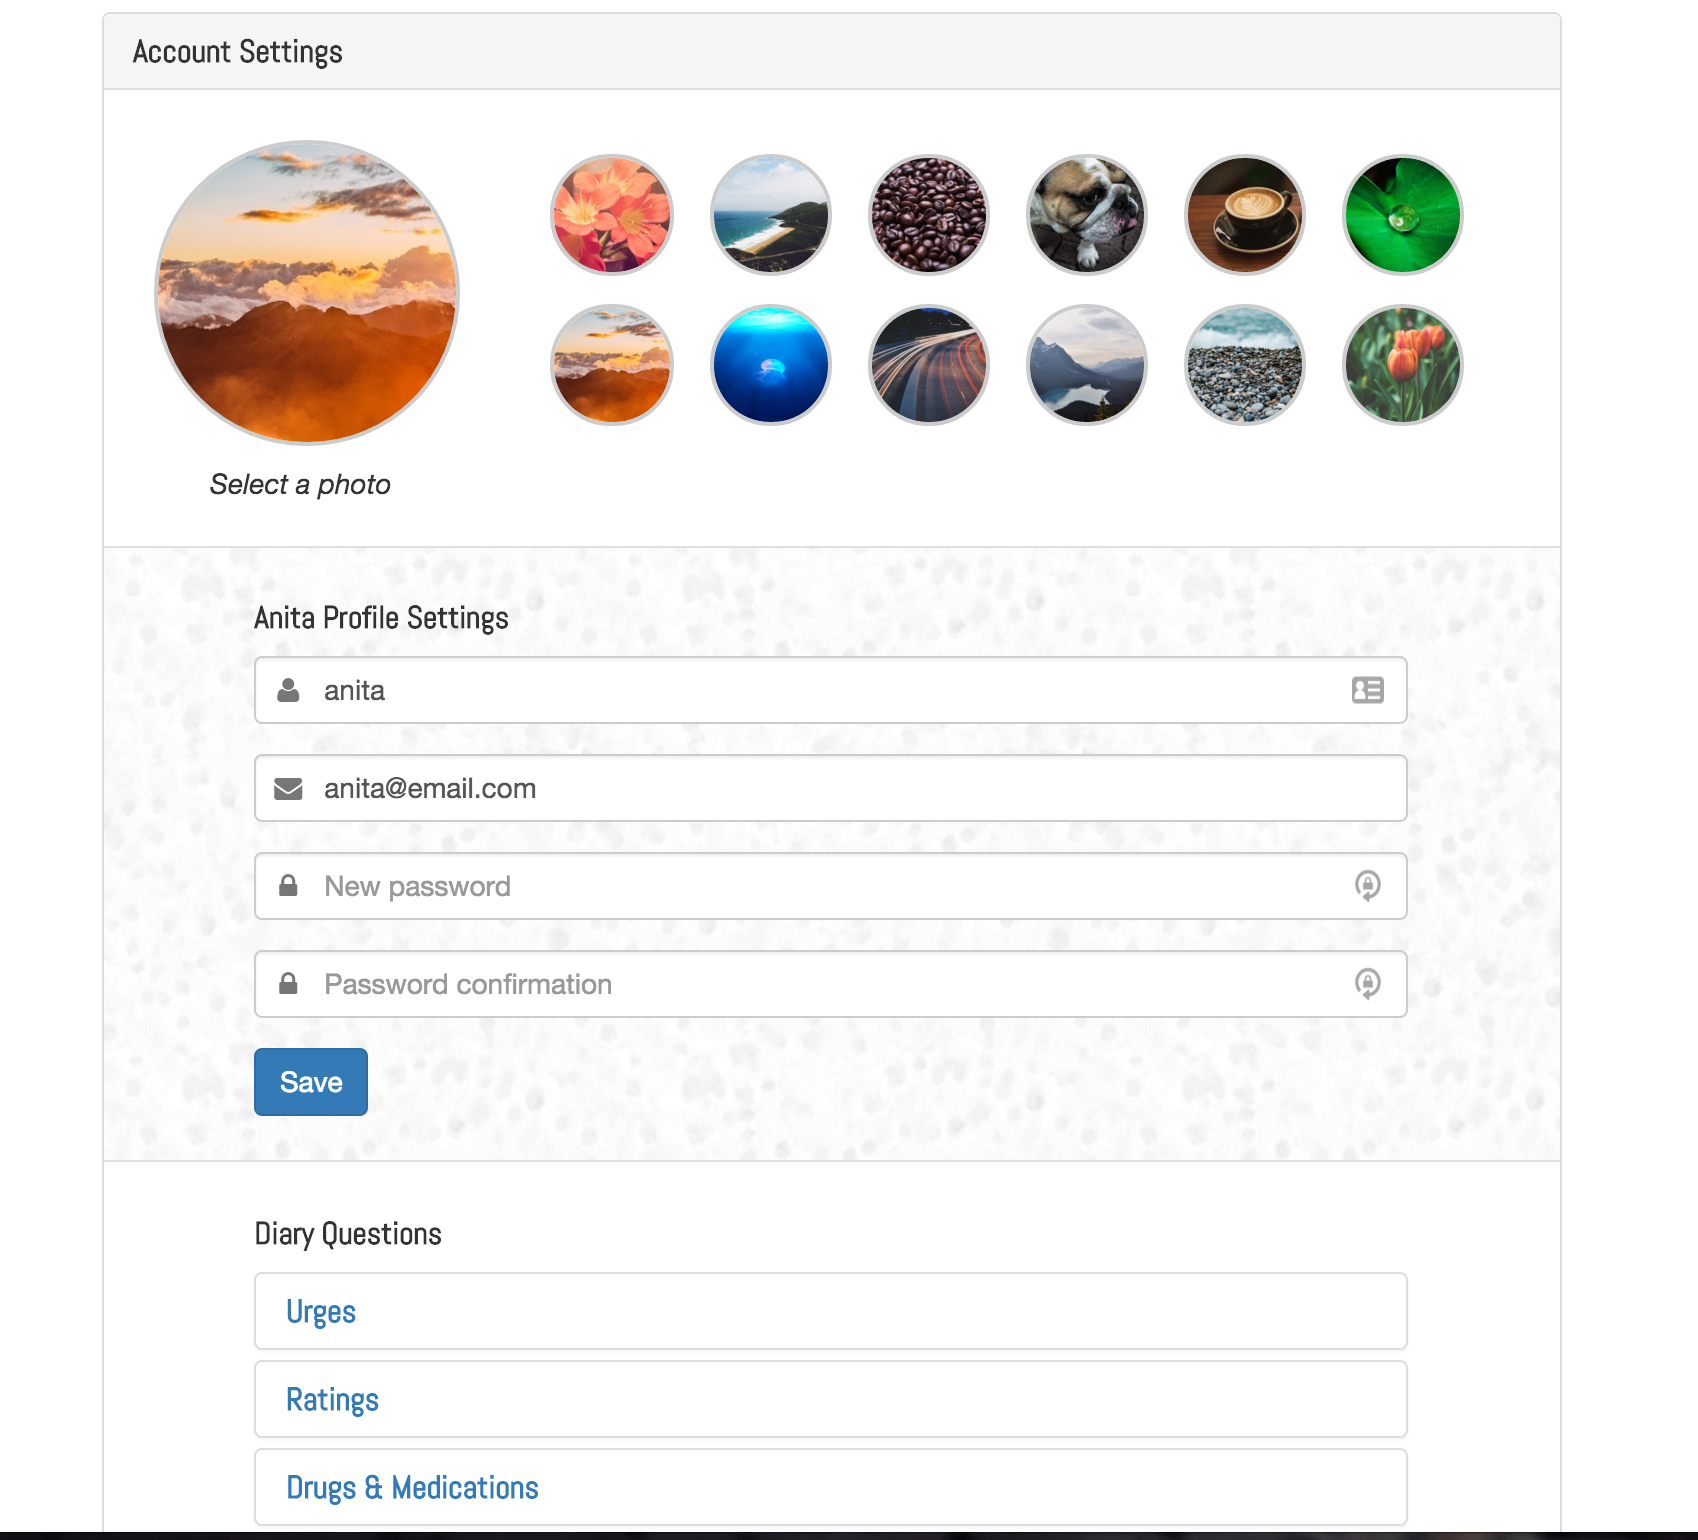 Account Settings
Select a photo
Anita Profile Settings
anita
anita@email.com
New password
Password confirmation
Save
Diary Questions
Urges
Ratings
Drugs & Medications